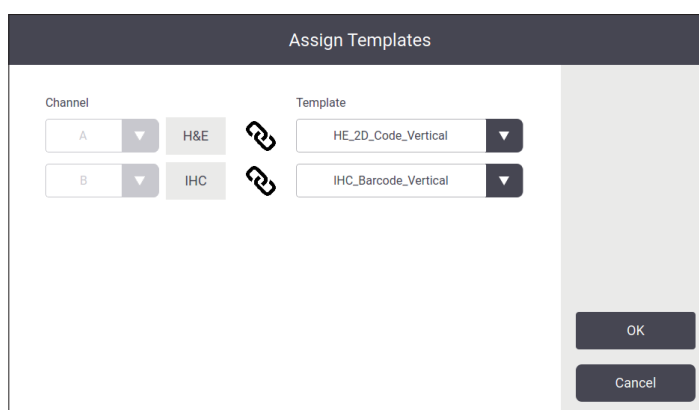 Assign Templates
Channel Template
A H&E HE_2D_Code_Vertical
B IHC IHC_Barcode_Vertical
OK
Cancel